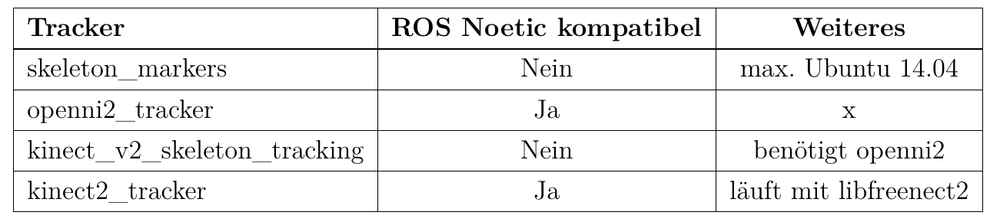 Tracker ROS Noetic kompatibel Weiteres
skeleton_markers Nein max. Ubuntu 14.04
openni2_tracker Ja x
kinect_v2_skeleton_tracking Nein benötigt openni2
kinect2_tracker Ja läuft mit libfreenect2